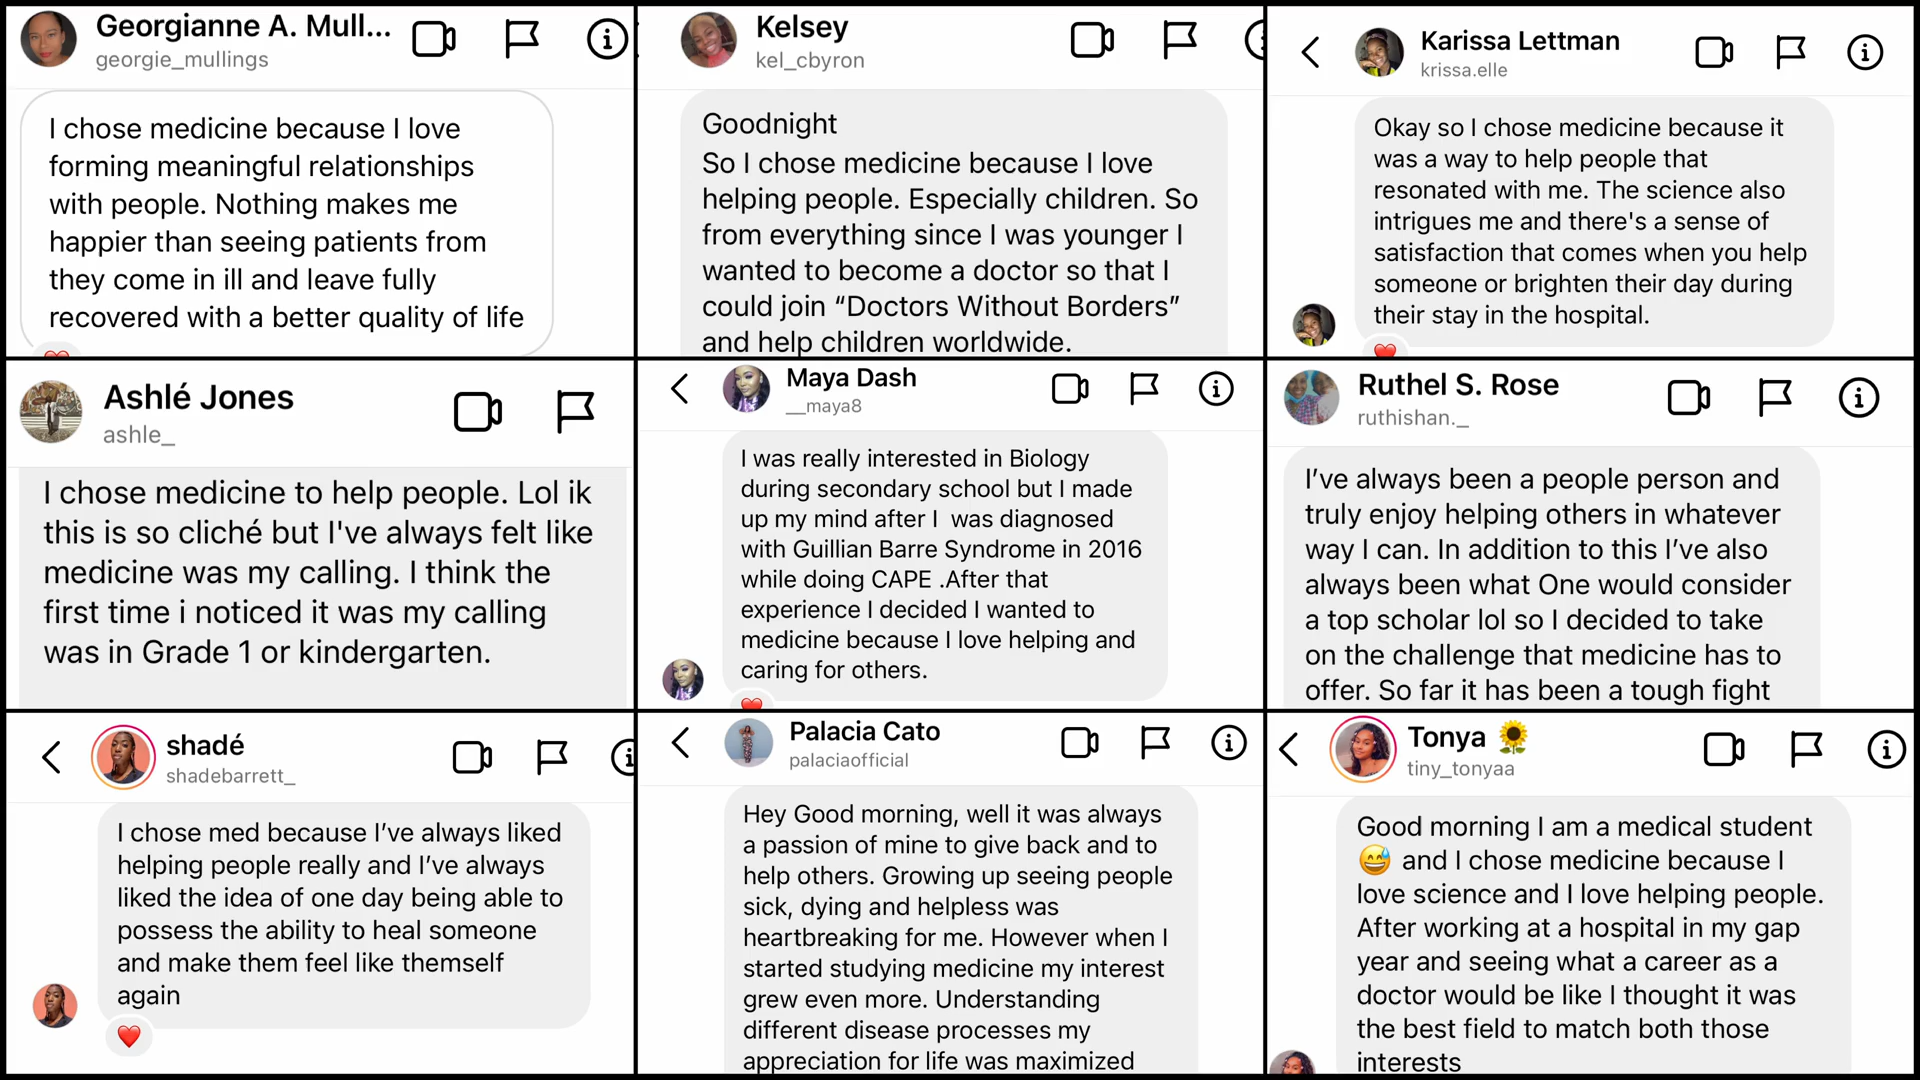 Georgianne A. Mull...
georgie_mullings
I chose medicine because I love
forming meaningful relationships
with people. Nothing makes me
happier than seeing patients from
they come in ill and leave fully
recovered with a better quality of life
Kelsey
kel_cbyron
Goodnight
So I chose medicine because I love
helping people. Especially children. So
from everything since I was younger I
wanted to become a doctor so that I
could join “Doctors Without Borders”
and help children worldwide.
Karissa Lettman
krissa.elle
Okay so I chose medicine because it
was a way to help people that
resonated with me. The science also
intrigues me and there's a sense of
satisfaction that comes when you help
someone or brighten their day during
their stay in the hospital.
Ashlé Jones
ashle_
I chose medicine to help people. Lol ik
this is so cliché but I've always felt like
medicine was my calling. I think the
first time i noticed it was my calling
was in Grade 1 or kindergarten.
Maya Dash
__maya8
I was really interested in Biology
during secondary school but I made
up my mind after I  was diagnosed
with Guillian Barre Syndrome in 2016
while doing CAPE .After that
experience I decided I wanted to
medicine because I love helping and
caring for others.
Ruthel S. Rose
ruthishan._
I’ve always been a people person and
truly enjoy helping others in whatever
way I can. In addition to this I’ve also
always been what One would consider
a top scholar lol so I decided to take
on the challenge that medicine has to
offer. So far it has been a tough fight
shadé
shadebarrett_
I chose med because I’ve always liked
helping people really and I’ve always
liked the idea of one day being able to
possess the ability to heal someone
and make them feel like themself
again
Palacia Cato
palaciaofficial
Hey Good morning, well it was always
a passion of mine to give back and to
help others. Growing up seeing people
sick, dying and helpless was
heartbreaking for me. However when I
started studying medicine my interest
grew even more. Understanding
different disease processes my
appreciation for life was maximized
Tonya 🌻
tiny_tonyaa
Good morning I am a medical student
😅 and I chose medicine because I
love science and I love helping people.
After working at a hospital in my gap
year and seeing what a career as a
doctor would be like I thought it was
the best field to match both those
interests